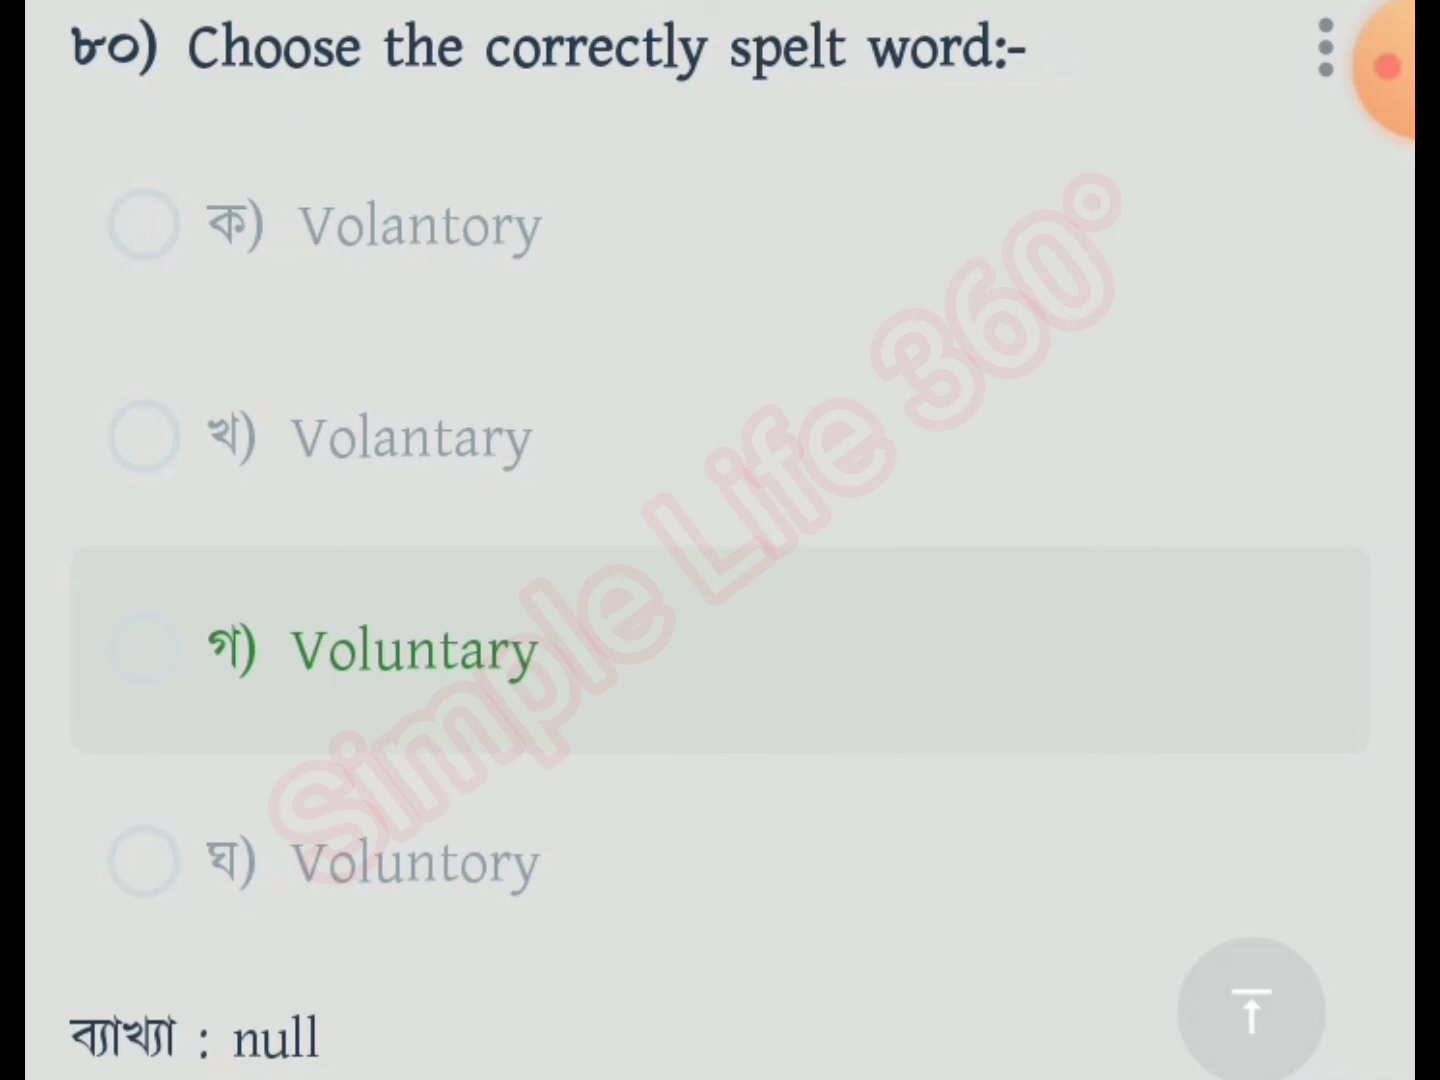 ৮০) Choose the correctly spelt word:-
ক) Volantory
খ) Volantary
গ) Voluntary
ঘ) Voluntory
ব্যাখ্যা : null
Simple Life 360°